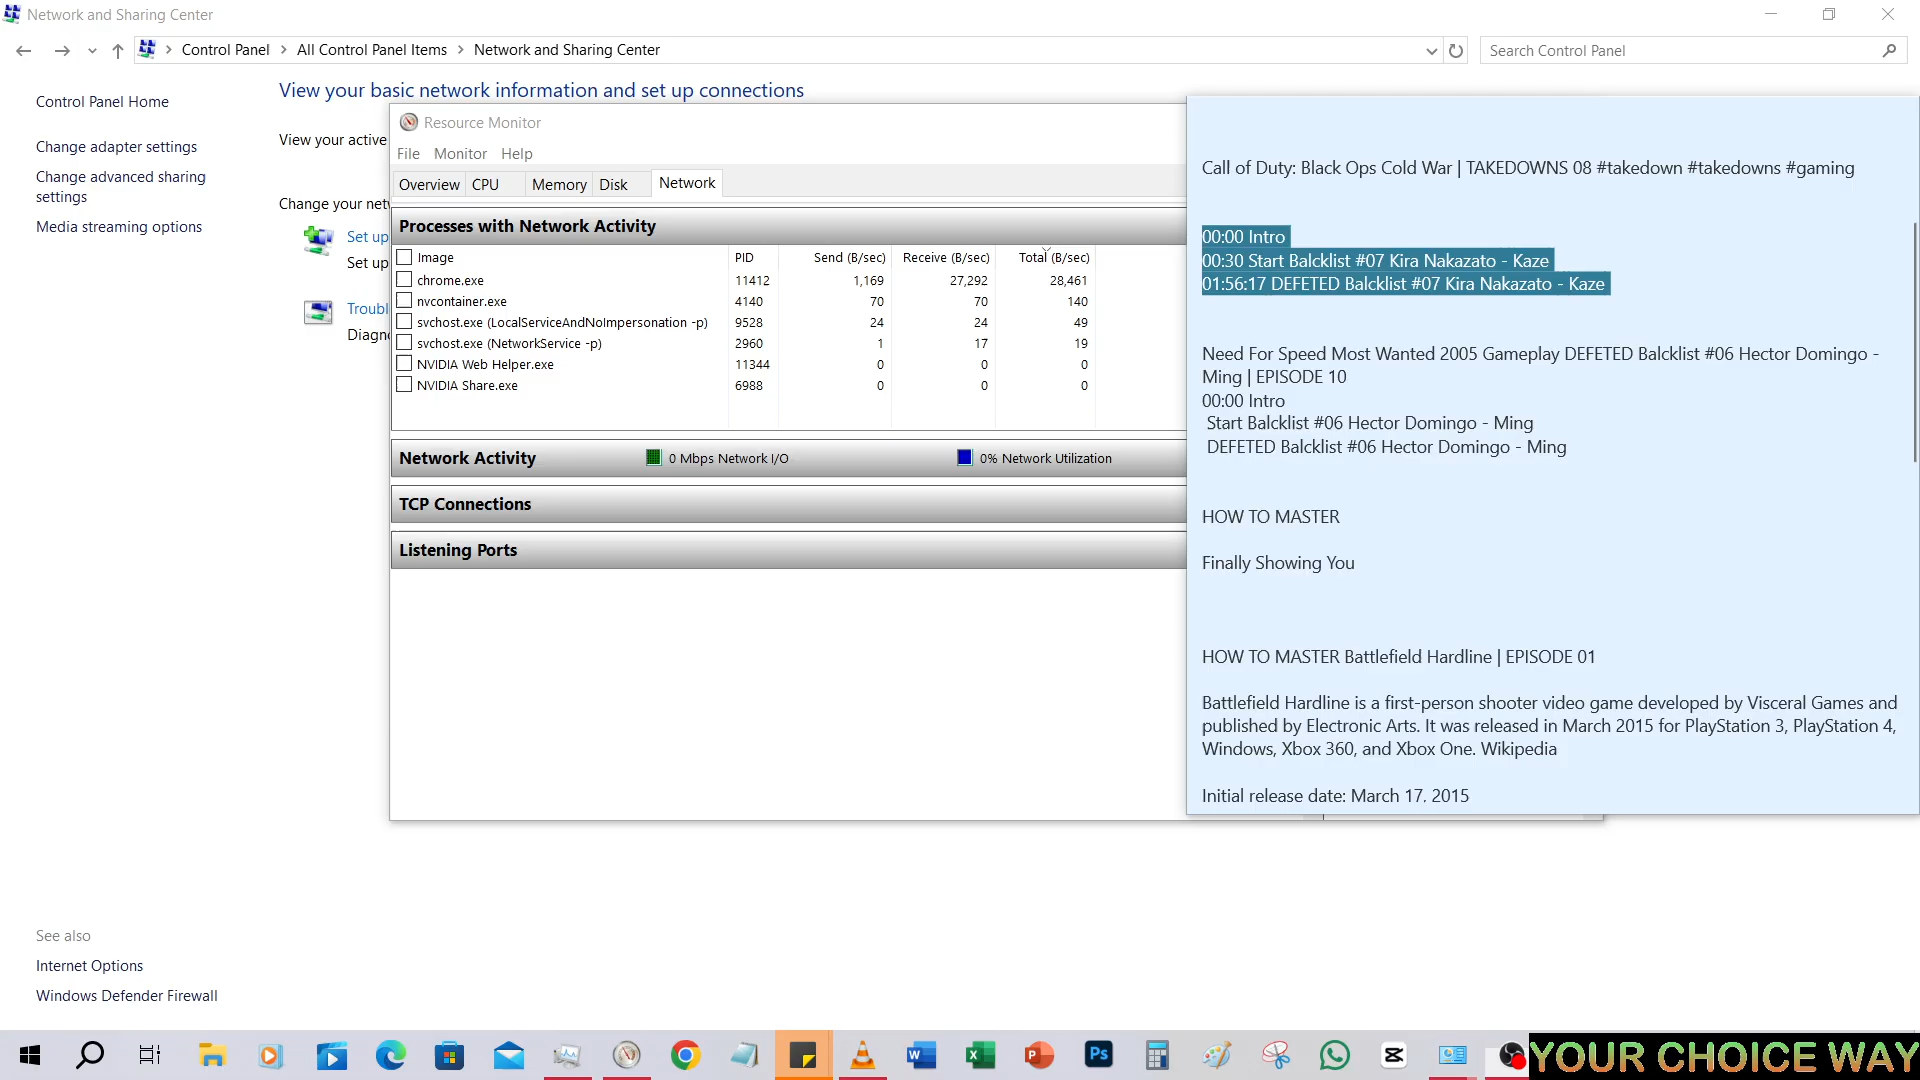 Network and Sharing Center
Control Panel
All Control Panel Items
Network and Sharing Center
Search Control Panel
Control Panel Home
Change adapter settings
Change advanced sharing
settings
Media streaming options
See also
Internet Options
Windows Defender Firewall
View your basic network information and set up connections
View your active
Change your net
Set up
Set up
Troubl
Diagn
Resource Monitor
File Monitor Help
Overview CPU Memory Disk Network
Processes with Network Activity
Image PID Send (B/sec) Receive (B/sec) Total (B/sec)
chrome.exe 11412 1,169 27,292 28,461
nvcontainer.exe 4140 70 70 140
svchost.exe (LocalServiceAndNoImpersonation -p) 9528 24 24 49
svchost.exe (NetworkService -p) 2960 1 17 19
NVIDIA Web Helper.exe 11344 0 0 0
NVIDIA Share.exe 6988 0 0 0
Network Activity 0 Mbps Network I/O 0% Network Utilization
TCP Connections
Listening Ports
Call of Duty: Black Ops Cold War | TAKEDOWNS 08 #takedown #takedowns #gaming
00:00 Intro
00:30 Start Balcklist #07 Kira Nakazato - Kaze
01:56:17 DEFETED Balcklist #07 Kira Nakazato - Kaze
Need For Speed Most Wanted 2005 Gameplay DEFETED Balcklist #06 Hector Domingo -
Ming | EPISODE 10
00:00 Intro
Start Balcklist #06 Hector Domingo - Ming
DEFETED Balcklist #06 Hector Domingo - Ming
HOW TO MASTER
Finally Showing You
HOW TO MASTER Battlefield Hardline | EPISODE 01
Battlefield Hardline is a first-person shooter video game developed by Visceral Games and
published by Electronic Arts. It was released in March 2015 for PlayStation 3, PlayStation 4,
Windows, Xbox 360, and Xbox One. Wikipedia
Initial release date: March 17, 2015
Ps
YOUR CHOICE WAY